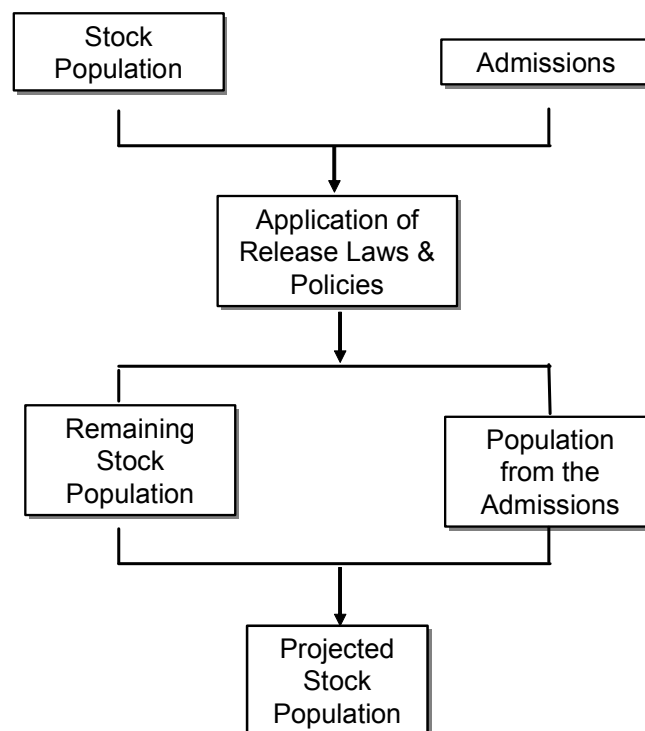 Stock
Population
Admissions
Application of
Release Laws &
Policies
Remaining
Stock
Population
Population
from the
Admissions
Projected
Stock
Population